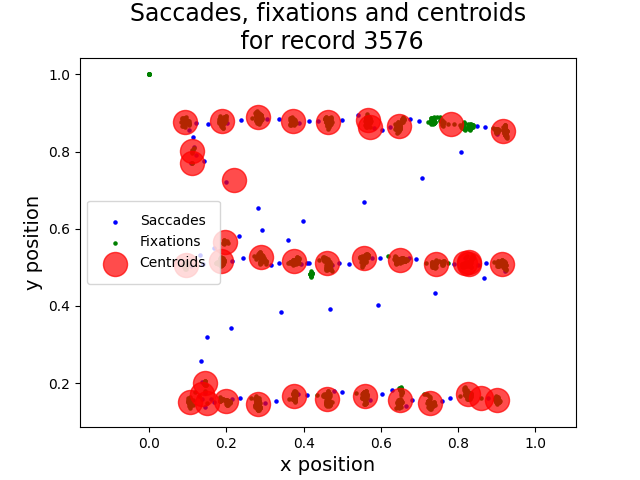 Saccades, fixations and centroids
for record 3576
1.0
0.8
0.6
0.4
0.2
y position
Saccades
Fixations
Centroids
0.0
0.2
0.4
0.6
0.8
1.0
x position